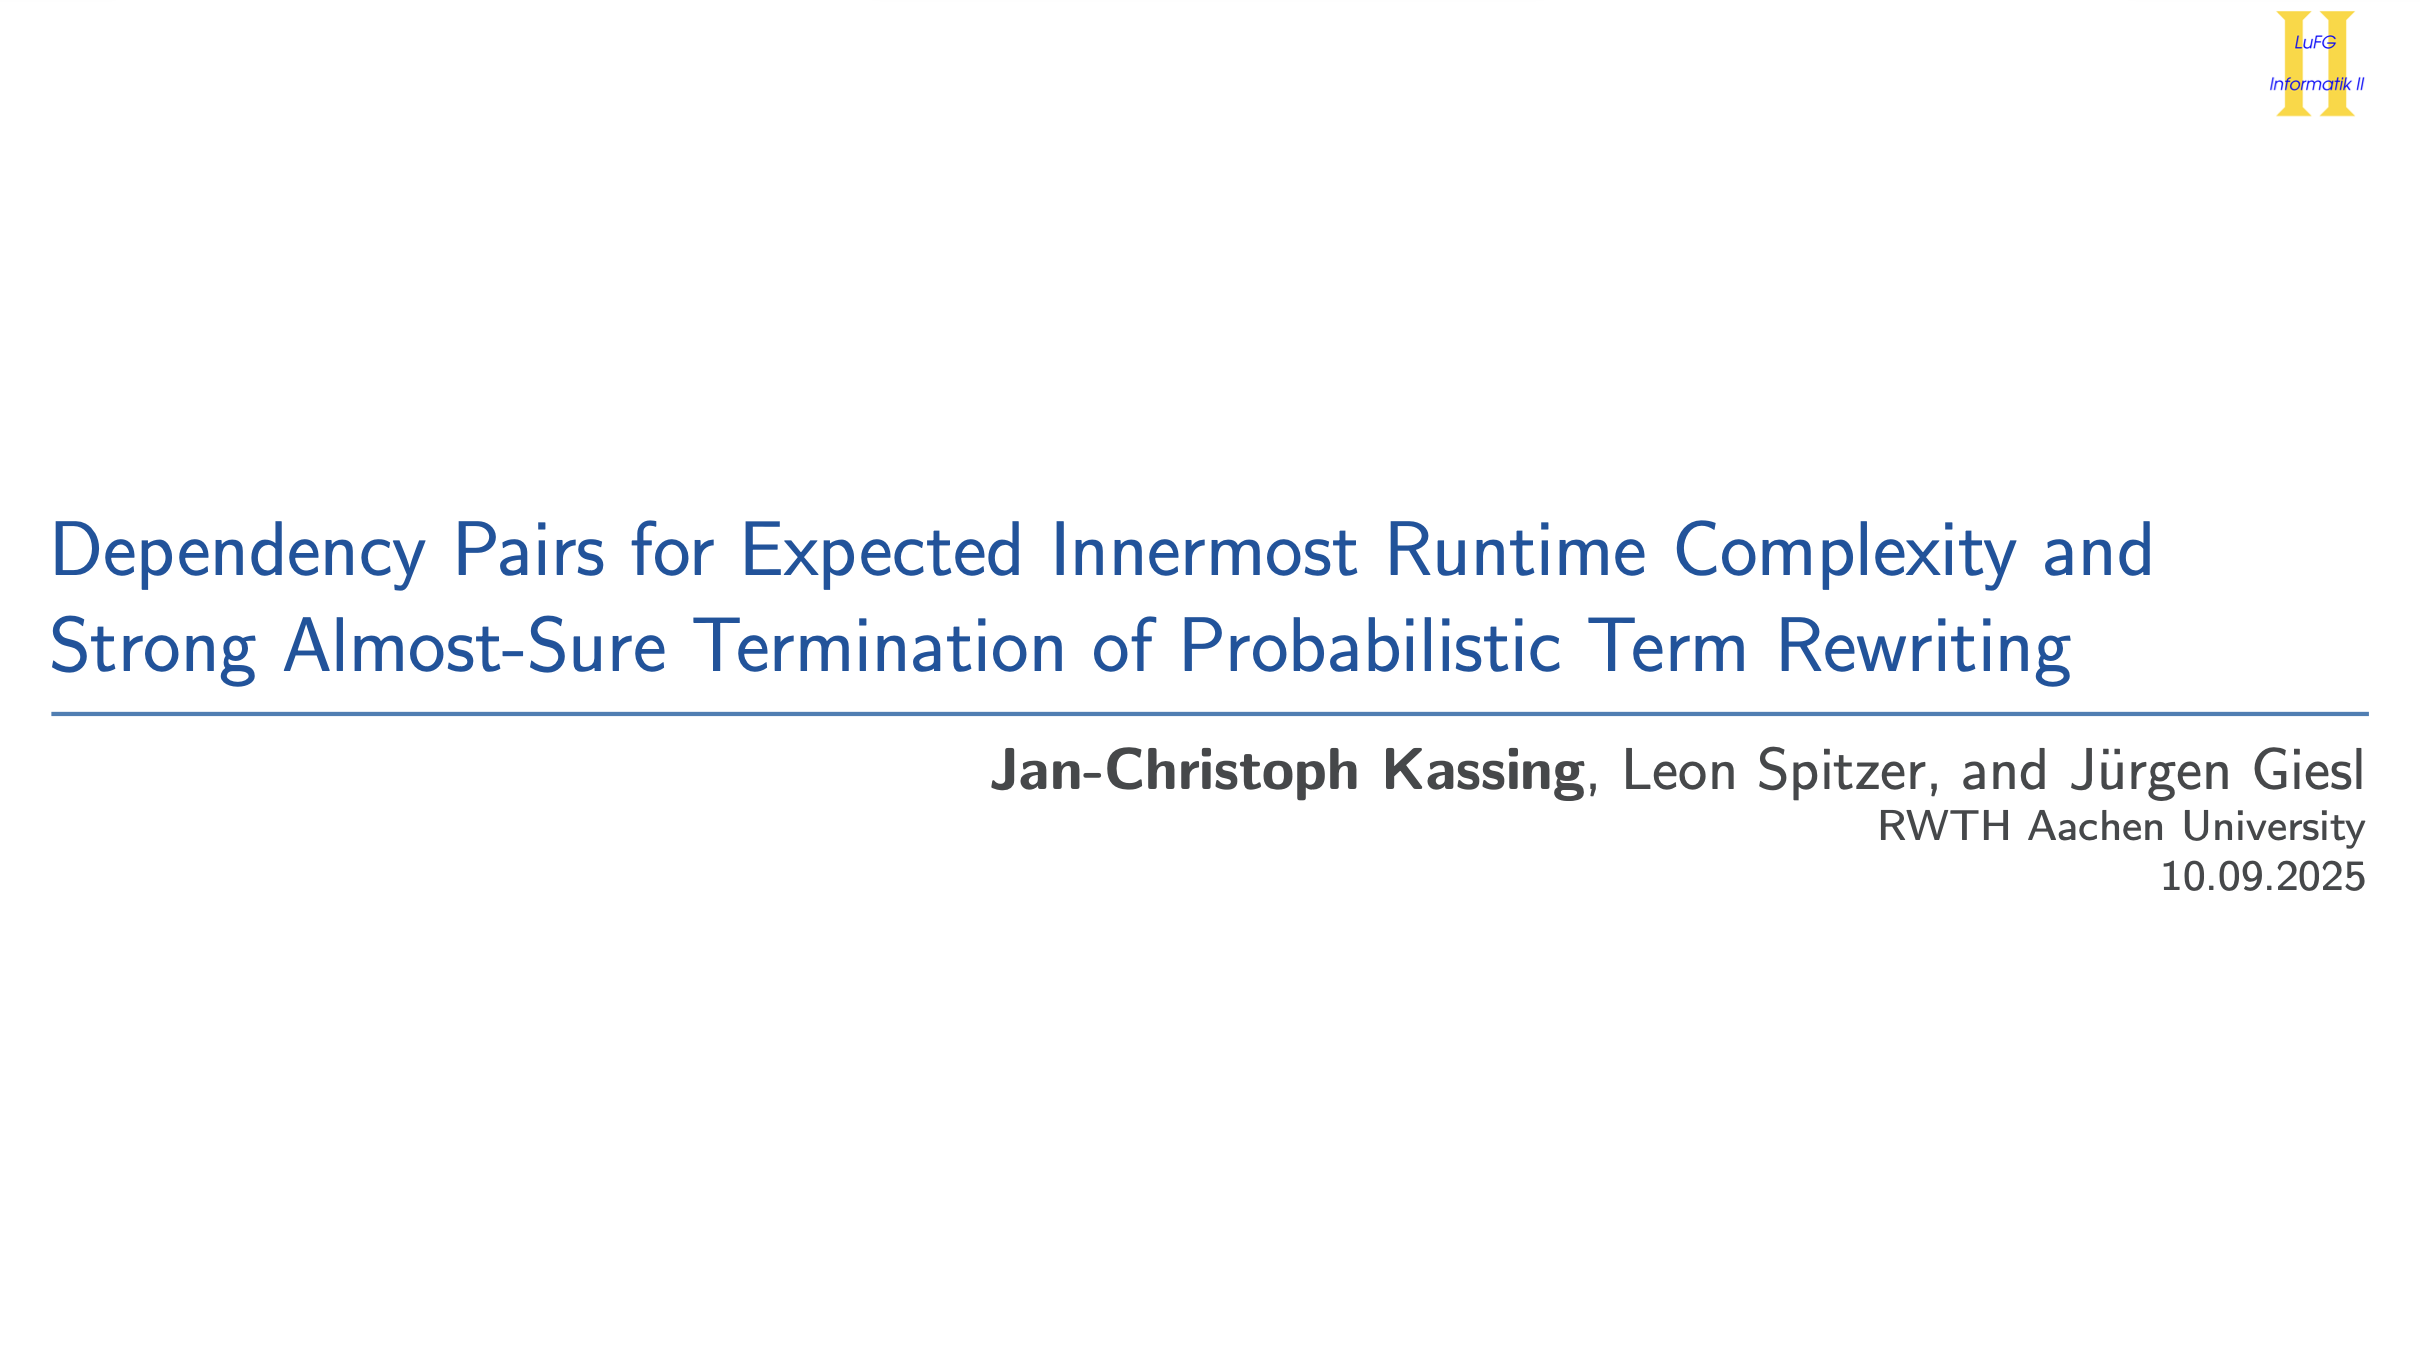 LuFG
Informatik II
Dependency Pairs for Expected Innermost Runtime Complexity and
Strong Almost-Sure Termination of Probabilistic Term Rewriting
Jan-Christoph Kassing, Leon Spitzer, and Jürgen Giesl
RWTH Aachen University
10.09.2025